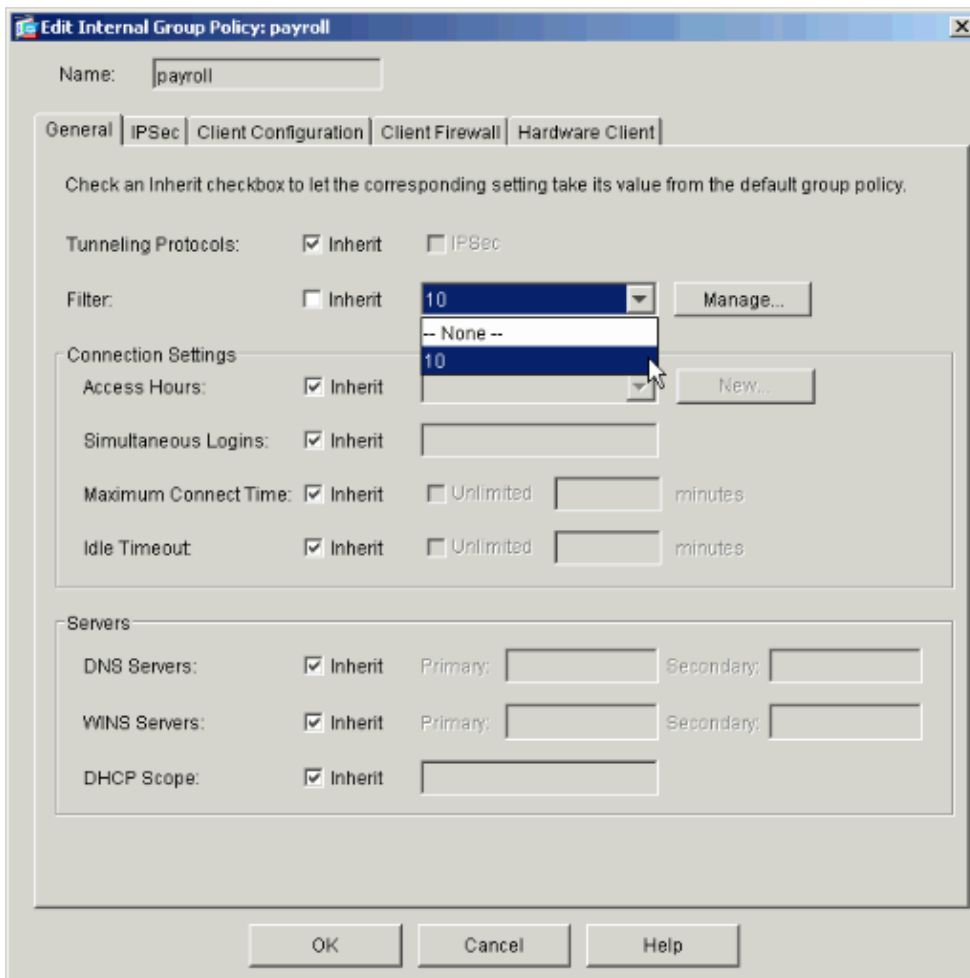 Edit Internal Group Policy: payroll
Name: payroll
General IPSec Client Configuration Client Firewall Hardware Client
Check an Inherit checkbox to let the corresponding setting take its value from the default group policy.
Tunneling Protocols: Inherit IPSec
Filter: Inherit 10 Manage...
-- None --
10
Connection Settings
Access Hours: Inherit New...
Simultaneous Logins: Inherit
Maximum Connect Time: Inherit Unlimited minutes
Idle Timeout: Inherit Unlimited minutes
Servers
DNS Servers: Inherit Primary: Secondary:
WINS Servers: Inherit Primary: Secondary:
DHCP Scope: Inherit
OK Cancel Help